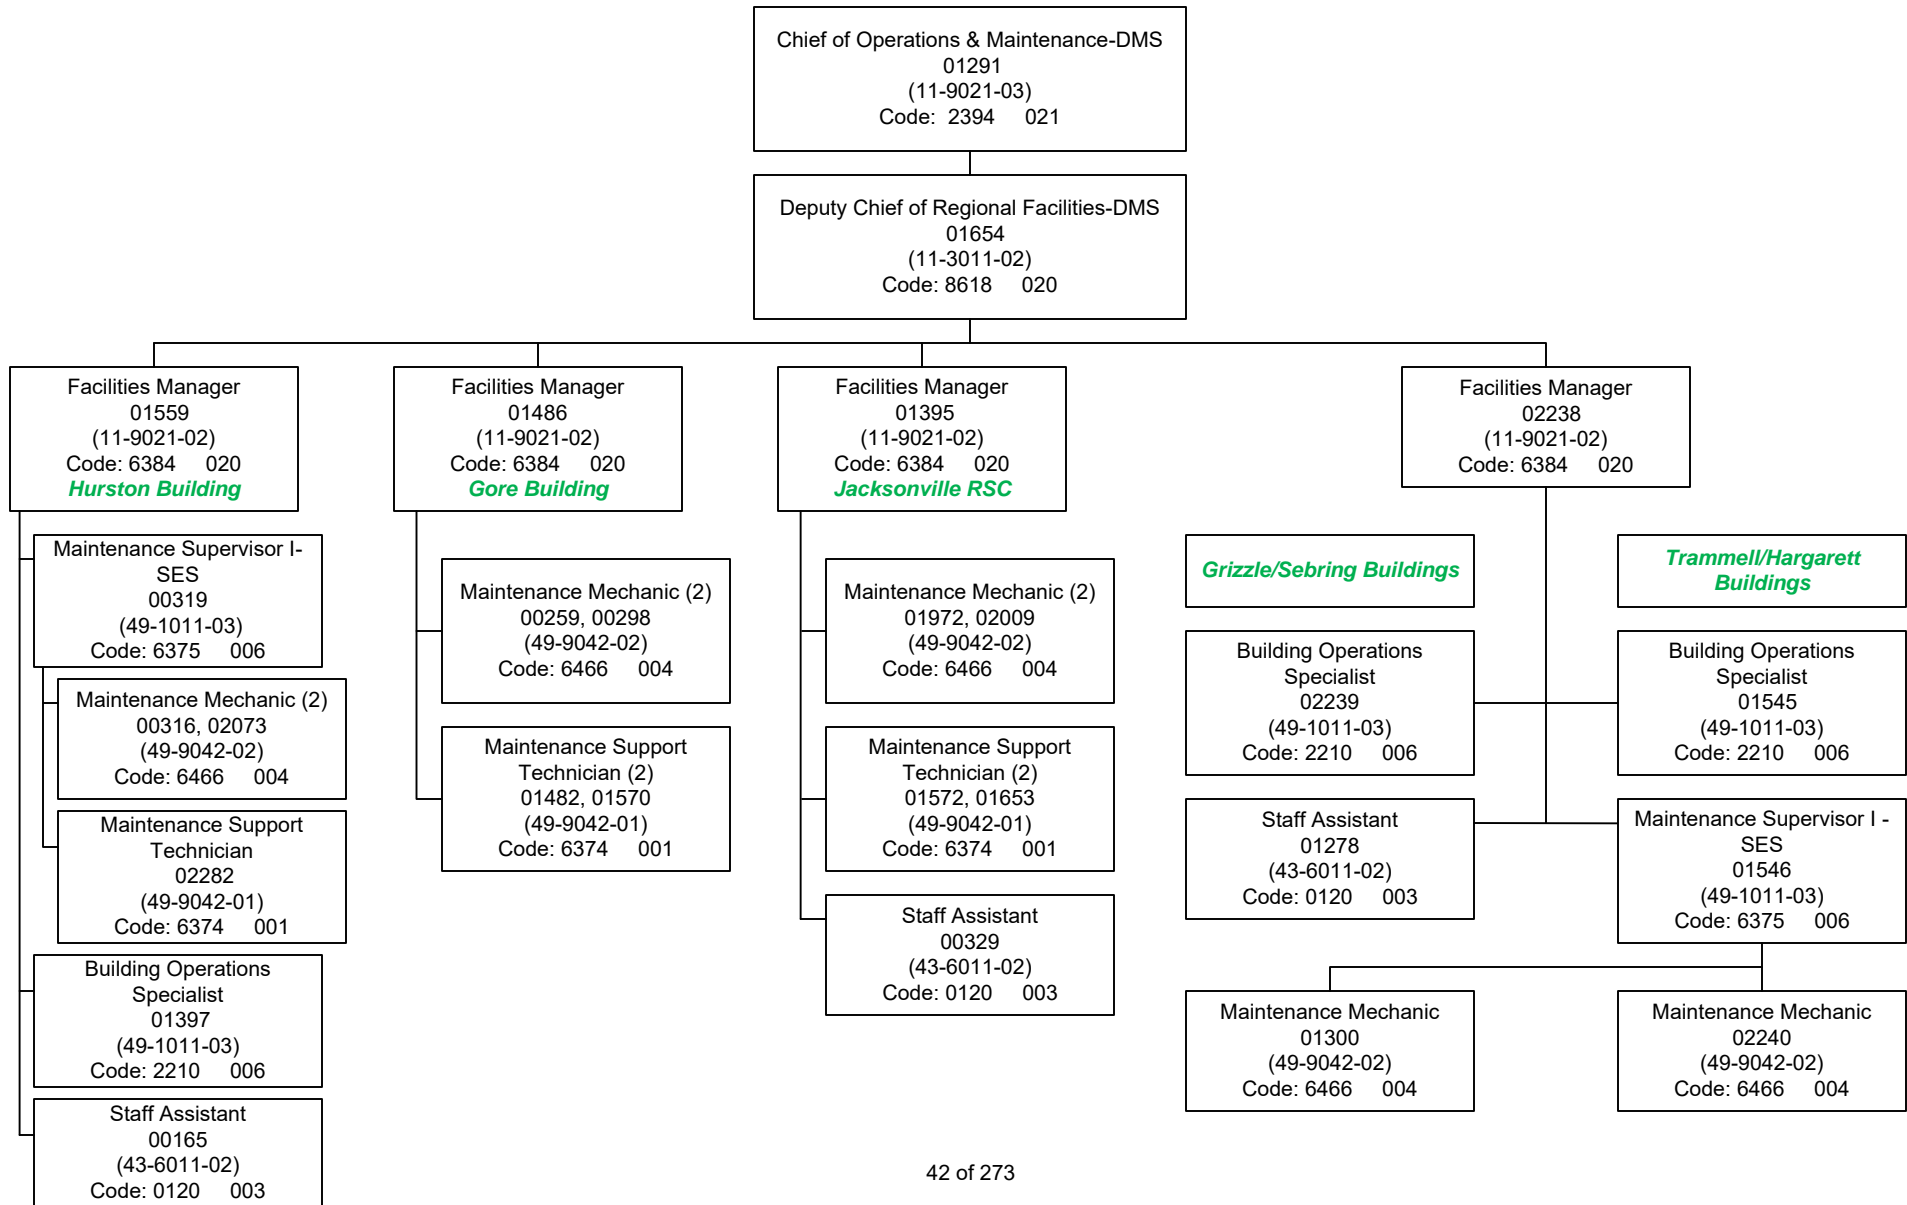 Chief of Operations & Maintenance-DMS
01291
(11-9021-03)
Code:  2394     021
Deputy Chief of Regional Facilities-DMS
01654
(11-3011-02)
Code: 8618     020
Facilities Manager
01559
(11-9021-02)
Code: 6384     020
Hurston Building
Maintenance Supervisor I-
SES
00319
(49-1011-03)
Code: 6375     006
Maintenance Mechanic (2)
00316, 02073
(49-9042-02)
Code: 6466     004
Maintenance Support
Technician
02282
(49-9042-01)
Code: 6374     001
Building Operations
Specialist
01397
(49-1011-03)
Code: 2210     006
Staff Assistant
00165
(43-6011-02)
Code: 0120     003
Facilities Manager
01486
(11-9021-02)
Code: 6384     020
Gore Building
Maintenance Mechanic (2)
00259, 00298
(49-9042-02)
Code: 6466     004
Maintenance Support
Technician (2)
01482, 01570
(49-9042-01)
Code: 6374     001
Facilities Manager
01395
(11-9021-02)
Code: 6384     020
Jacksonville RSC
Maintenance Mechanic (2)
01972, 02009
(49-9042-02)
Code: 6466     004
Maintenance Support
Technician (2)
01572, 01653
(49-9042-01)
Code: 6374     001
Staff Assistant
00329
(43-6011-02)
Code: 0120     003
Facilities Manager
02238
(11-9021-02)
Code: 6384     020
Grizzle/Sebring Buildings
Building Operations
Specialist
02239
(49-1011-03)
Code: 2210     006
Staff Assistant
01278
(43-6011-02)
Code: 0120     003
Trammell/Hargarett
Buildings
Building Operations
Specialist
01545
(49-1011-03)
Code: 2210     006
Maintenance Supervisor I -
SES
01546
(49-1011-03)
Code: 6375     006
Maintenance Mechanic
01300
(49-9042-02)
Code: 6466     004
Maintenance Mechanic
02240
(49-9042-02)
Code: 6466     004
42 of 273